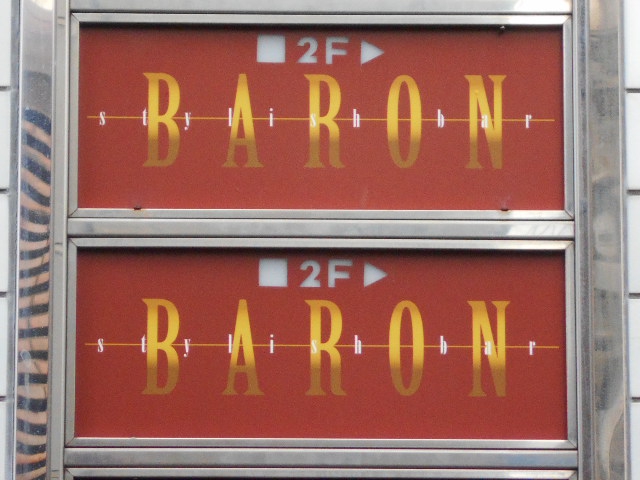 ■ 2F ▶
BARON
stylish bar
■ 2F ▶
BARON
stylish bar